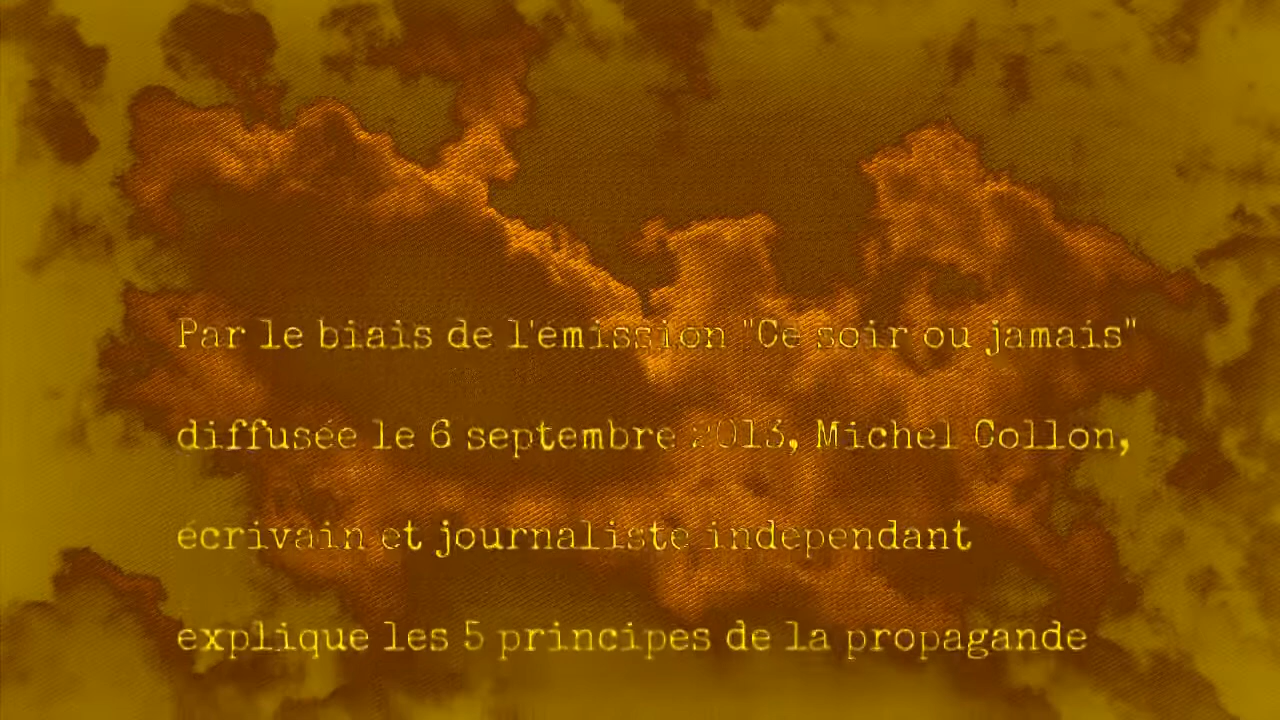 Par le biais de l'émission "Ce soir ou jamais"
diffusée le 6 septembre 2013, Michel Collon,
écrivain et journaliste independant
explique les 5 principes de la propagande